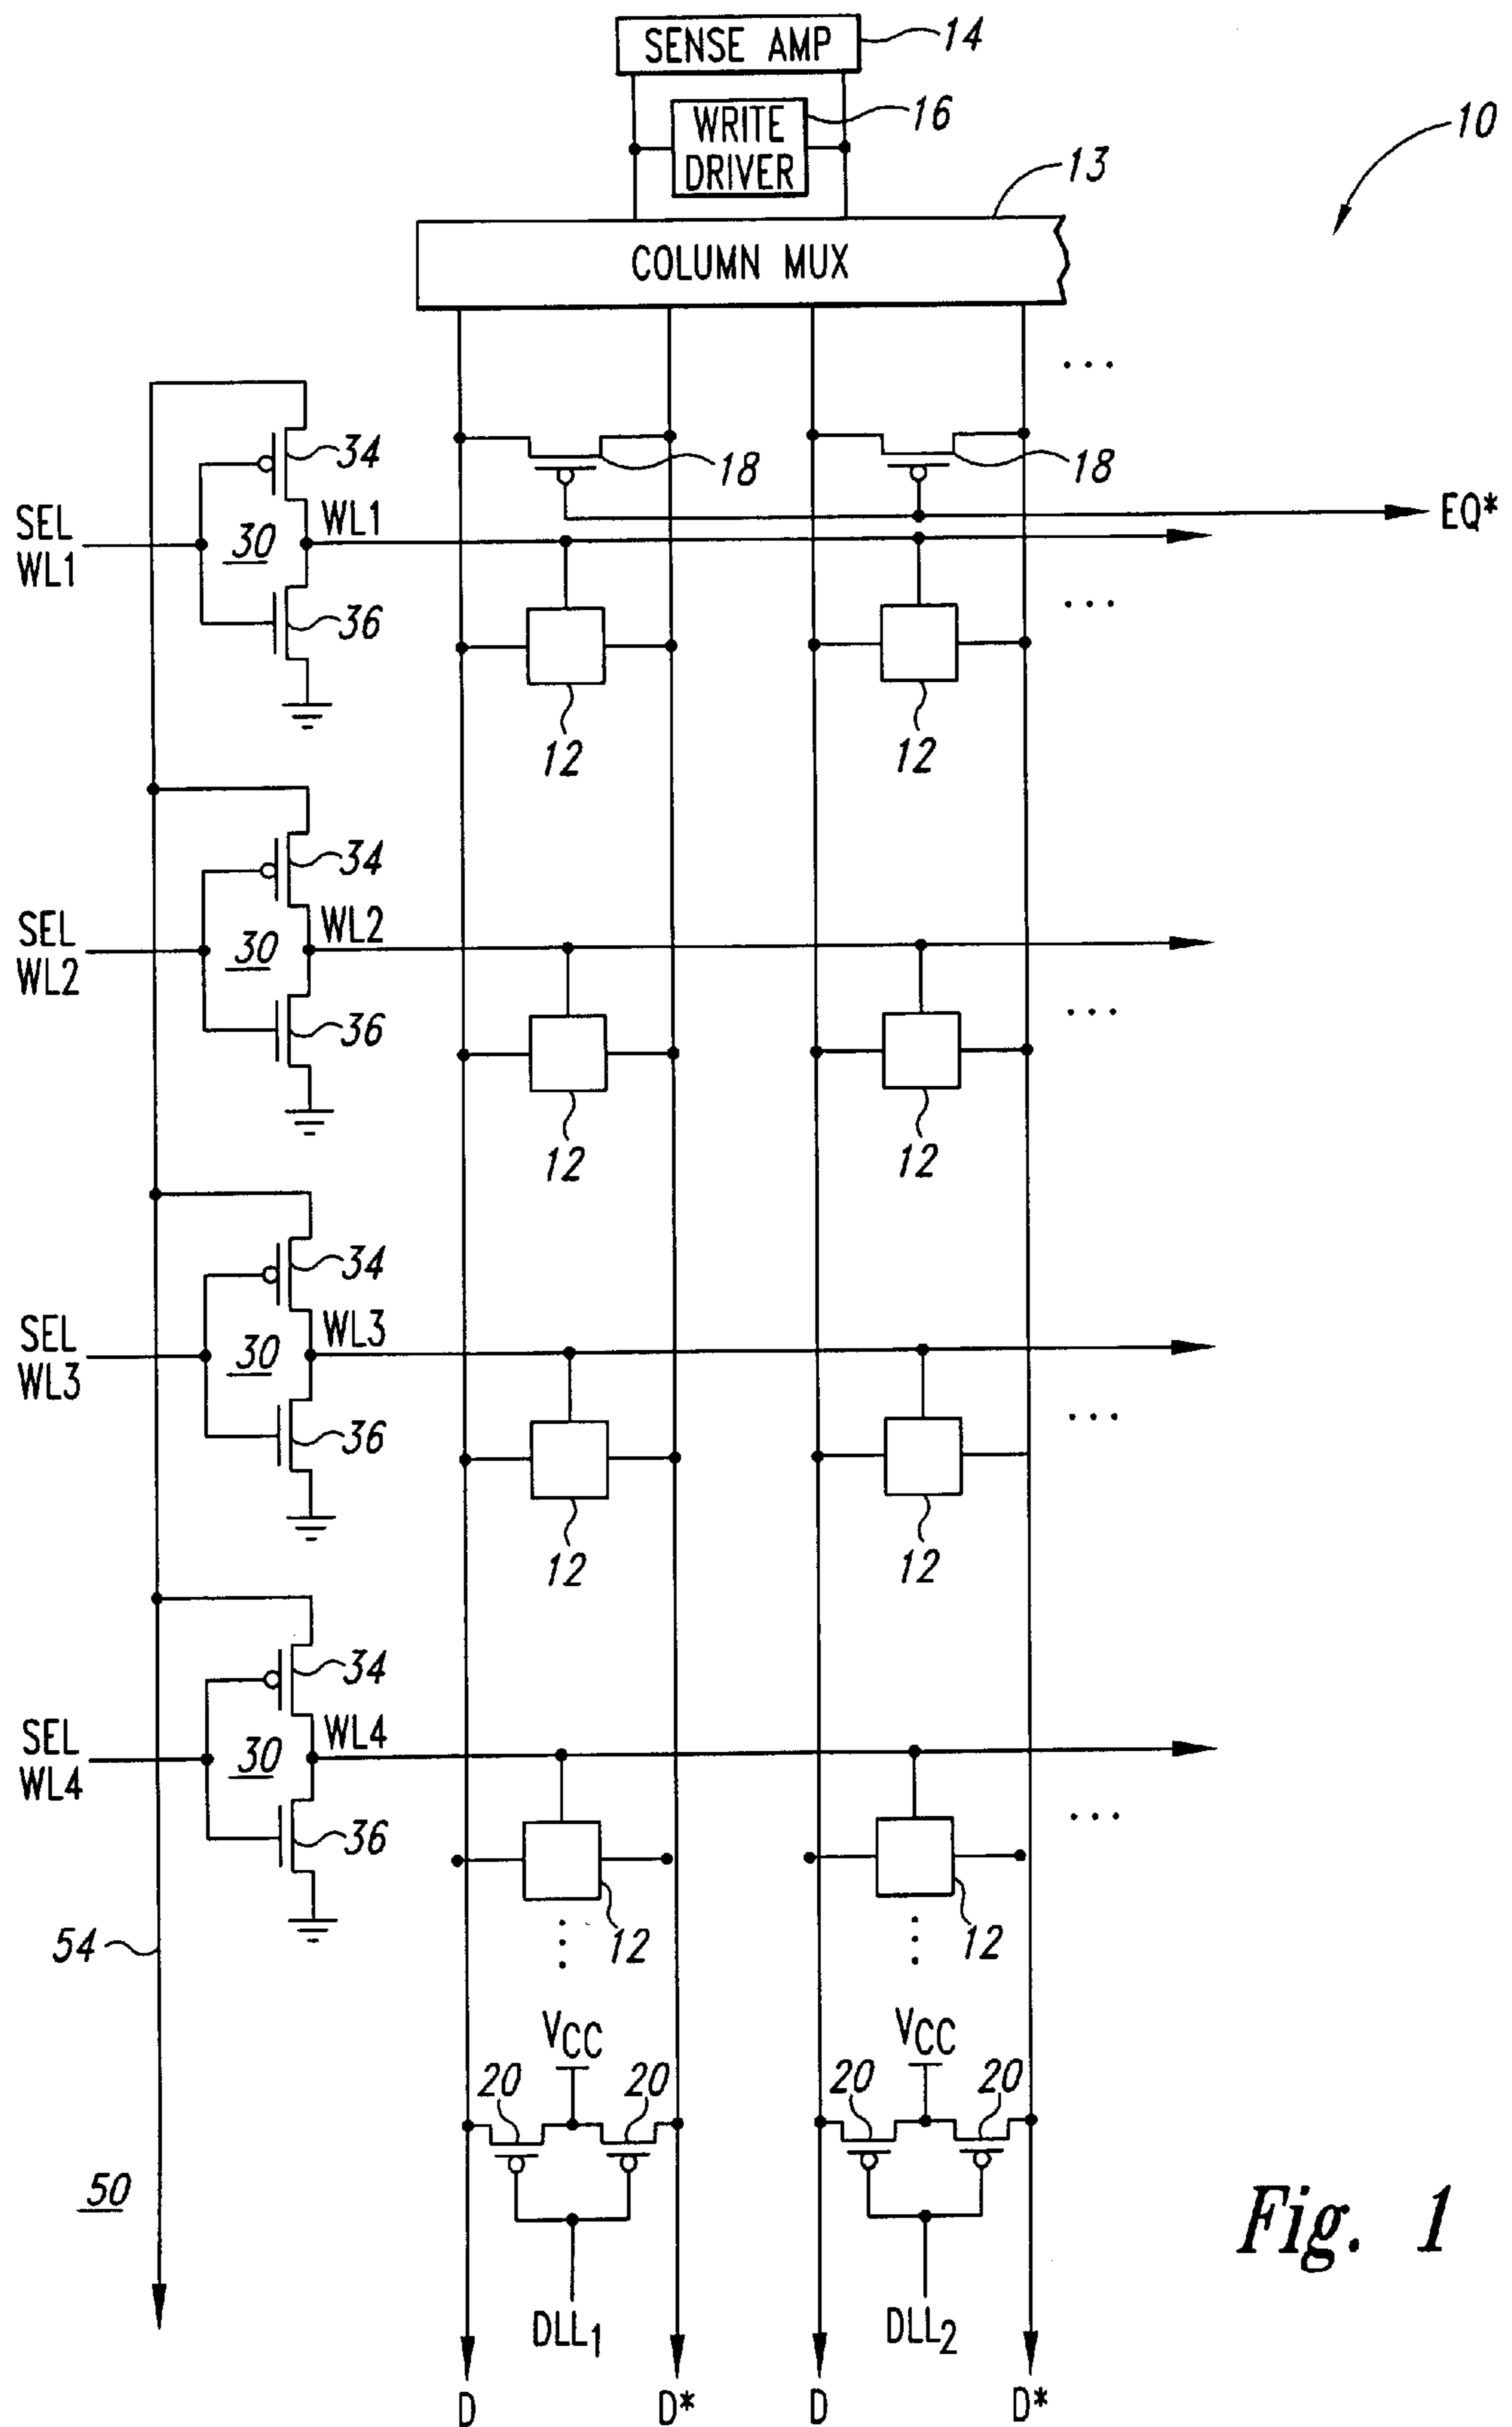 SENSE AMP
14
WRITE
DRIVER
16
10
13
COLUMN MUX
...
34
18
18
SEL
WL1
30
WL1
EQ*
36
...
12
12
34
SEL
WL2
30
WL2
36
...
12
12
34
SEL
WL3
30
WL3
36
...
12
12
34
SEL
WL4
30
WL4
36
...
54
12
12
VCC
VCC
20
20
20
20
50
DLL1
DLL2
D
D*
D
D*
Fig. 1